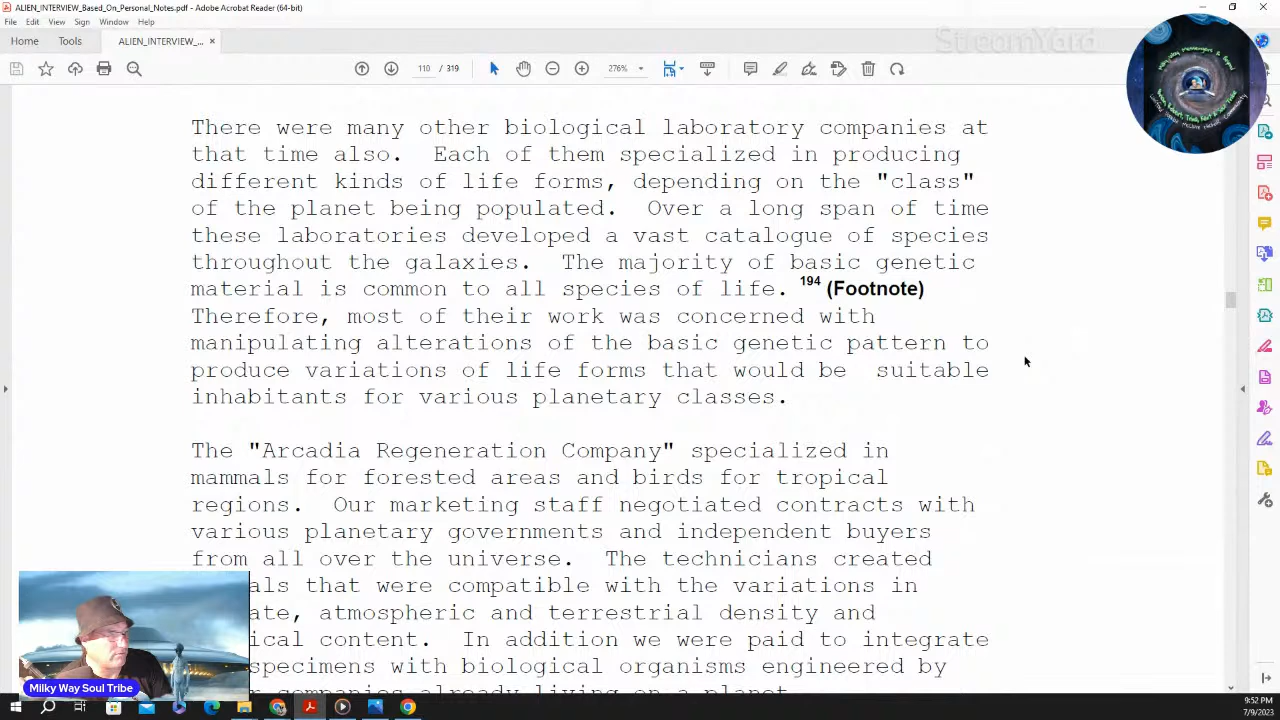 ALIEN_INTERVIEW_Based_On_Personal_Notes.pdf - Adobe Acrobat Reader (64-bit)
File Edit View Sign Window Help
Home Tools ALIEN_INTERVIEW_... ×
StreamYard
110 / 319 276%
There were many other biological laboratory companies at
that time also. Each of them specialized in producing
different kinds of life forms, depending on the "class"
of the planet being populated. Over a long span of time
these laboratories developed a vast catalogue of species
throughout the galaxies. The majority of basic genetic
material is common to all species of life. 194 (Footnote)
Therefore, most of their work was concerned with
manipulating alterations of the basic genetic pattern to
produce variations of life forms that would be suitable
inhabitants for various planetary classes.
The "Arcadia Regeneration Company" specialized in
mammals for forested areas and birds for tropical
regions. Our marketing staff negotiated contracts with
various planetary governments and independent buyers
from all over the universe. The technicians created
als that were compatible with the variations in
ate, atmospheric and terrestrial density and
ical content. In addition we were paid to integrate
specimens with biological organisms engineered by
companies already living on a planet.
Milky Way Soul Tribe
9:52 PM
7/9/2023